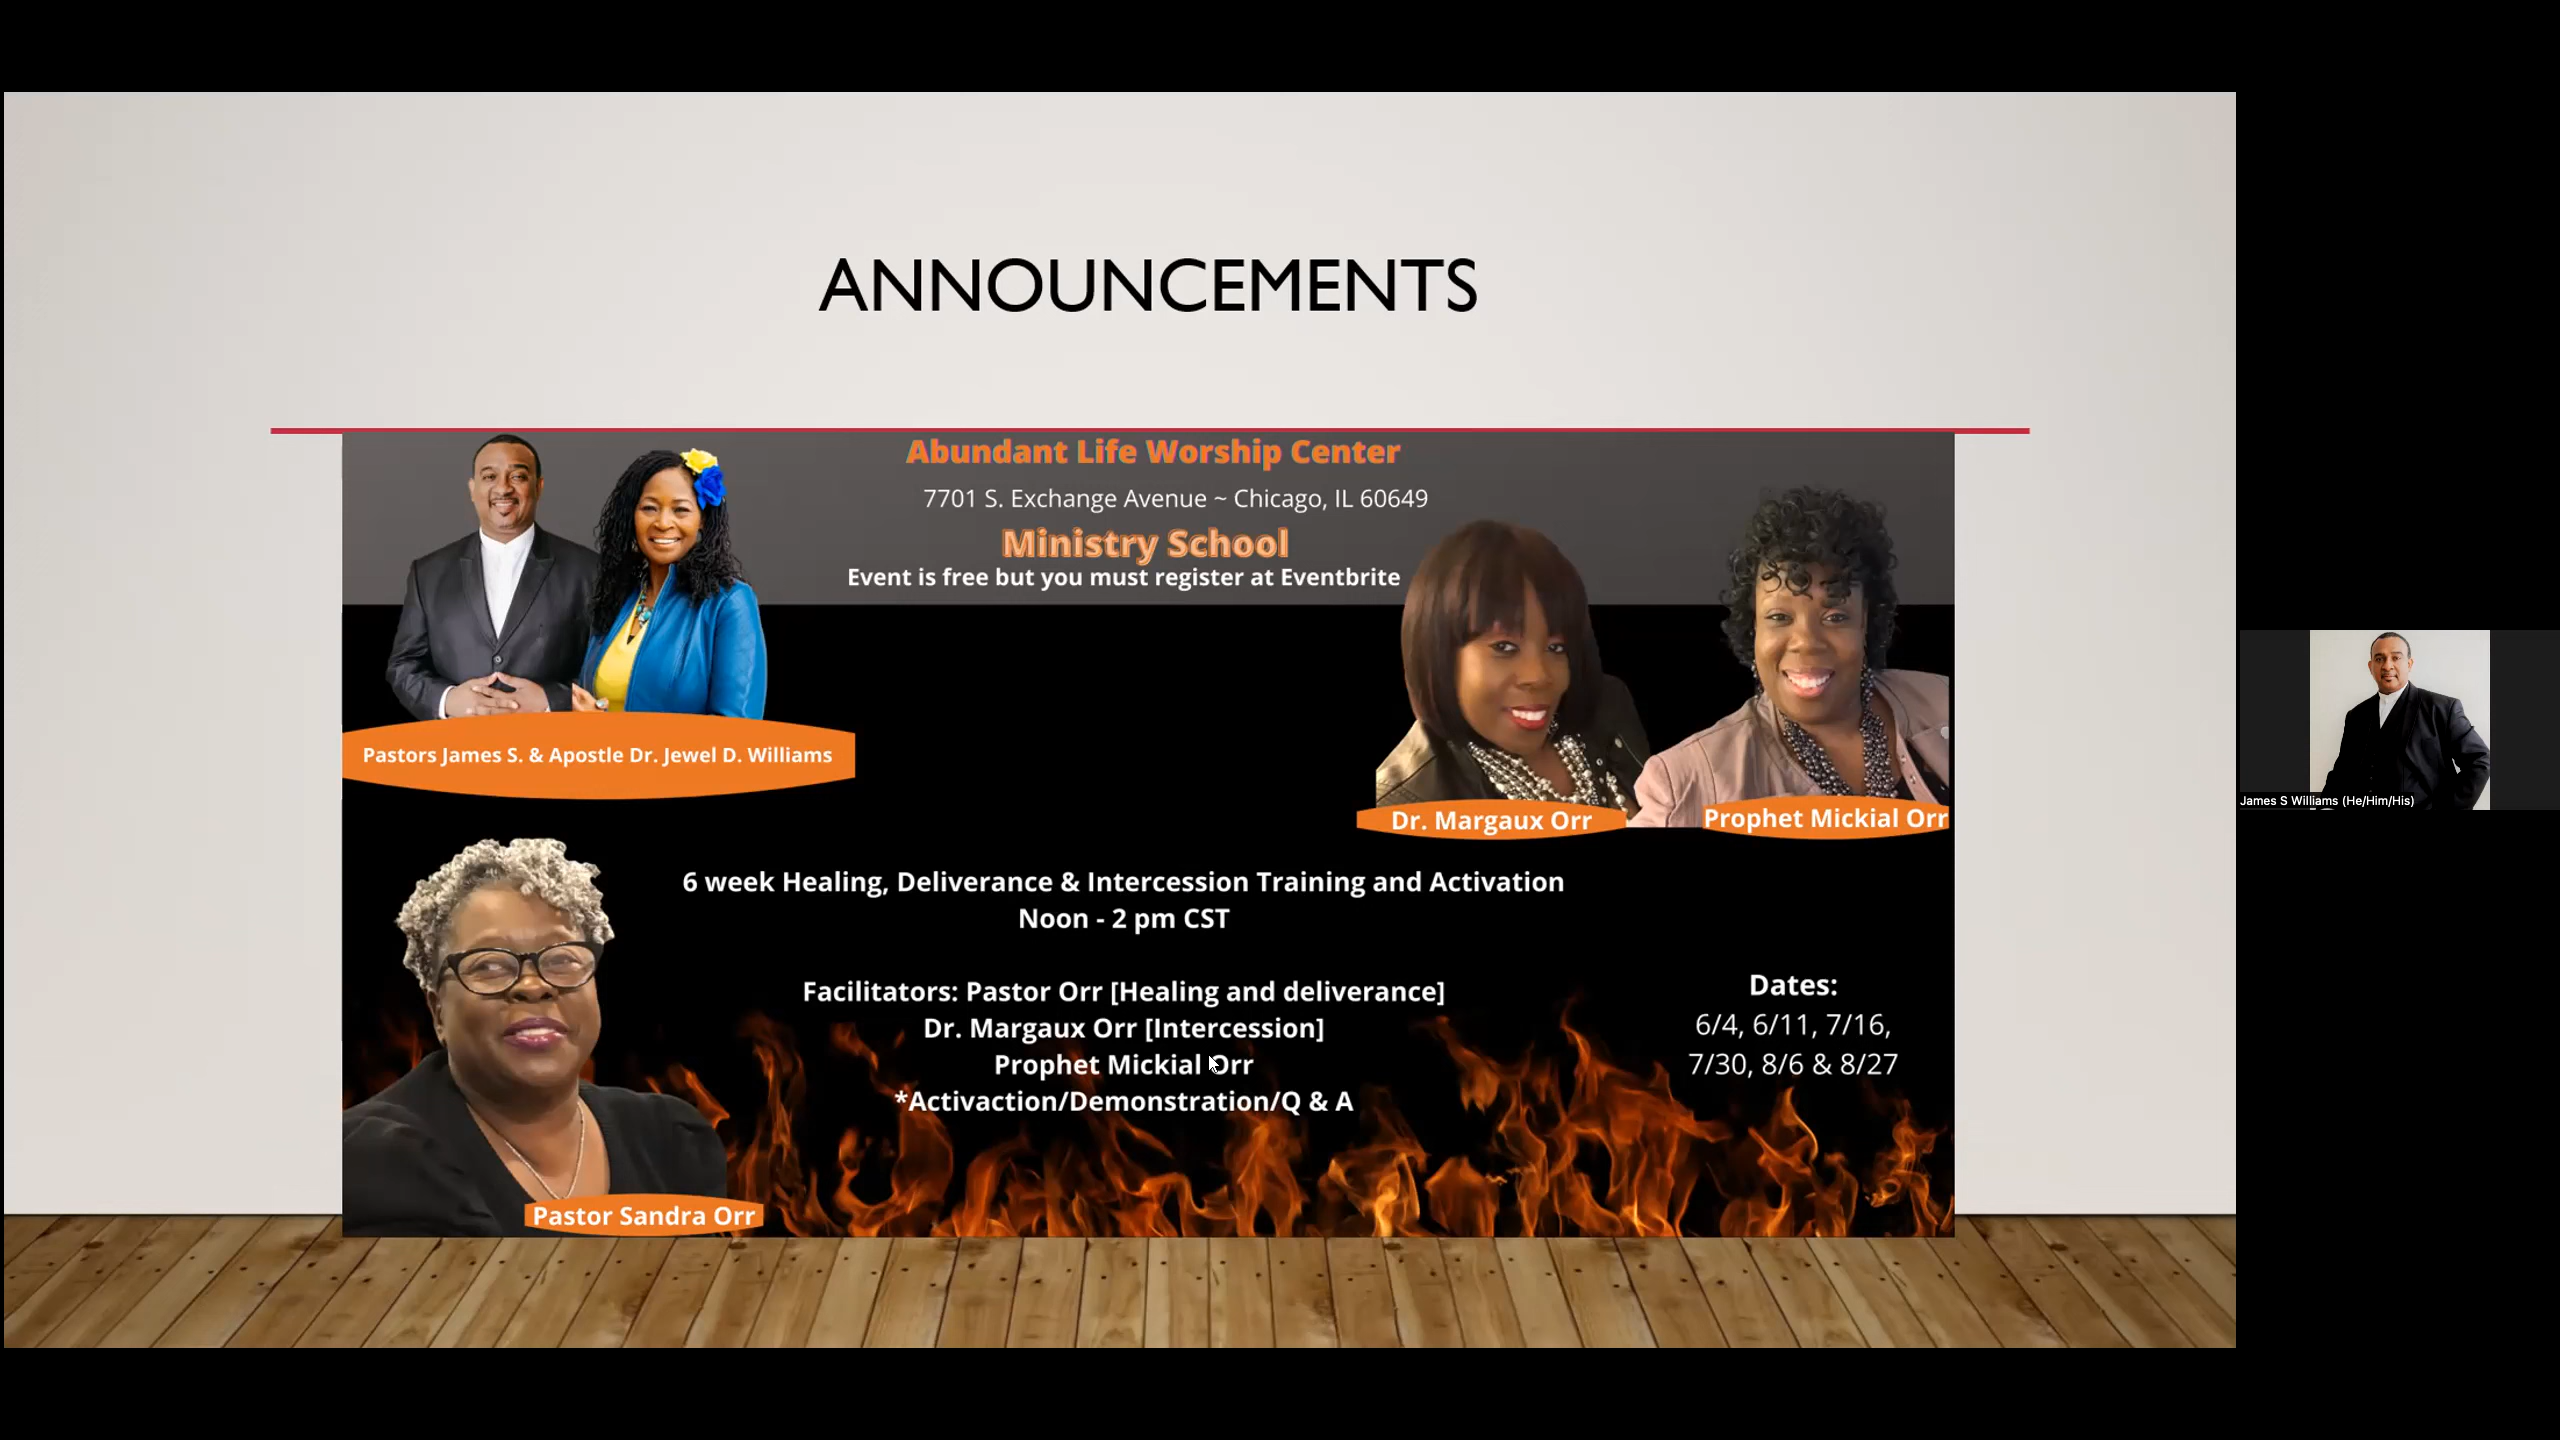 ANNOUNCEMENTS
Abundant Life Worship Center
7701 S. Exchange Avenue ~ Chicago, IL 60649
Ministry School
Event is free but you must register at Eventbrite
Pastors James S. & Apostle Dr. Jewel D. Williams
Dr. Margaux Orr
Prophet Mickial Orr
6 week Healing, Deliverance & Intercession Training and Activation
Noon - 2 pm CST
Facilitators: Pastor Orr [Healing and deliverance]
Dr. Margaux Orr [Intercession]
Prophet Mickial Orr
*Activaction/Demonstration/Q & A
Dates:
6/4, 6/11, 7/16,
7/30, 8/6 & 8/27
Pastor Sandra Orr
James S Williams (He/Him/His)